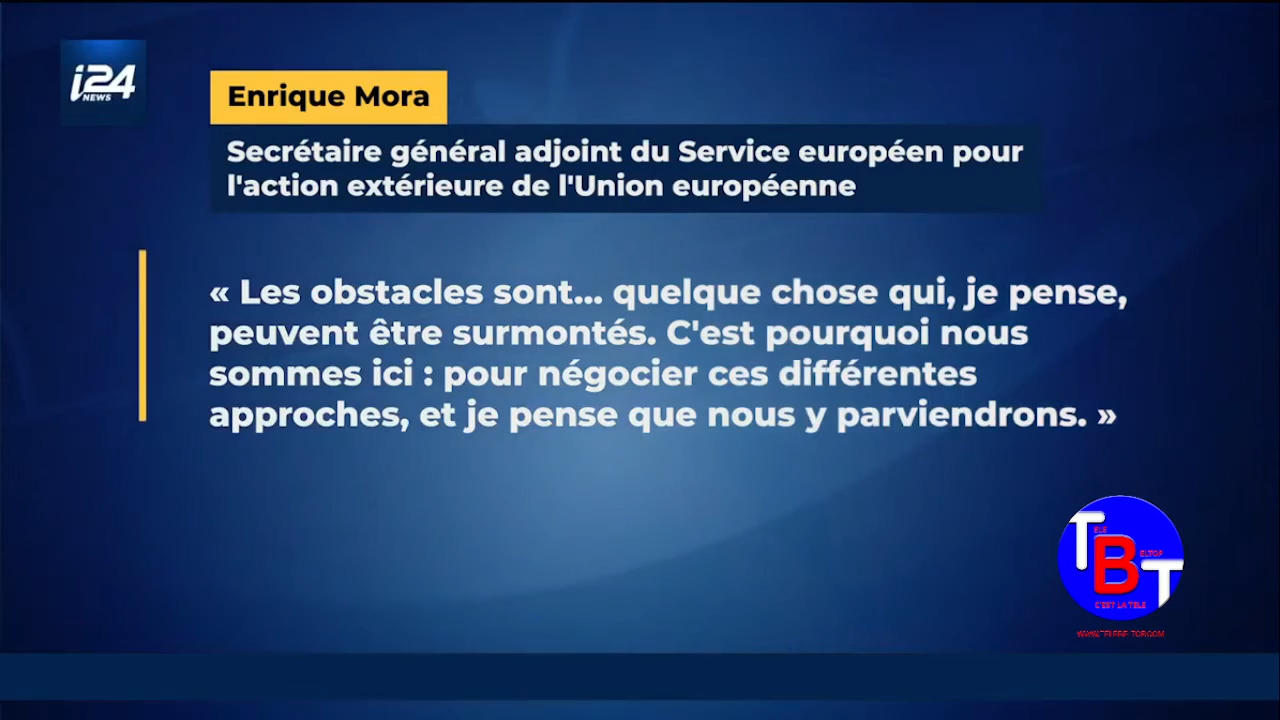 i24
NEWS
Enrique Mora
Secrétaire général adjoint du Service européen pour
l'action extérieure de l'Union européenne
« Les obstacles sont... quelque chose qui, je pense,
peuvent être surmontés. C'est pourquoi nous
sommes ici : pour négocier ces différentes
approches, et je pense que nous y parviendrons. »
TELE
BELTOP
T
C'EST LA TELE